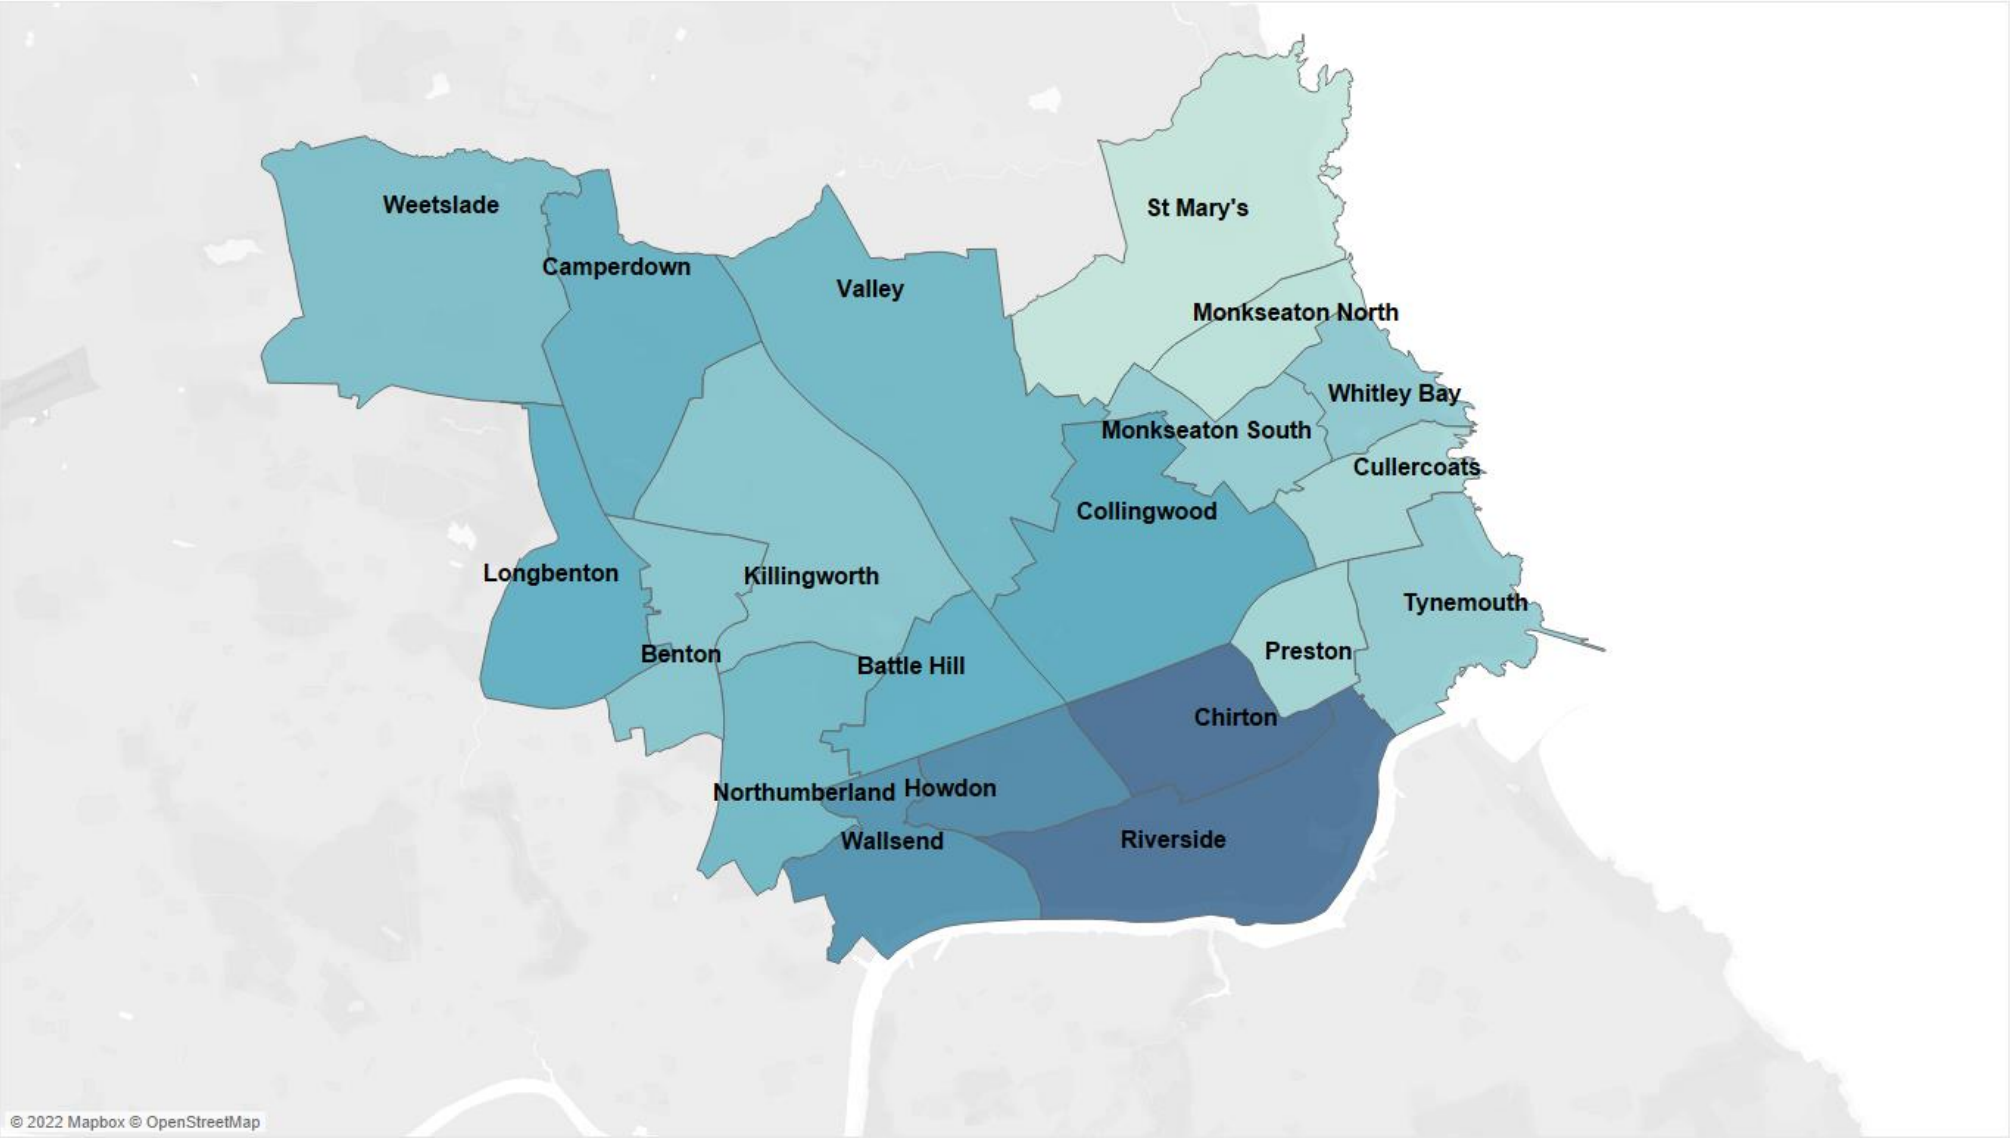 Weetslade
St Mary's
Camperdown
Valley
Monkseaton North
Whitley Bay
Monkseaton South
Cullercoats
Collingwood
Longbenton
Killingworth
Tynemouth
Benton
Battle Hill
Preston
Chirton
Northumberland
Howdon
Wallsend
Riverside
© 2022 Mapbox © OpenStreetMap